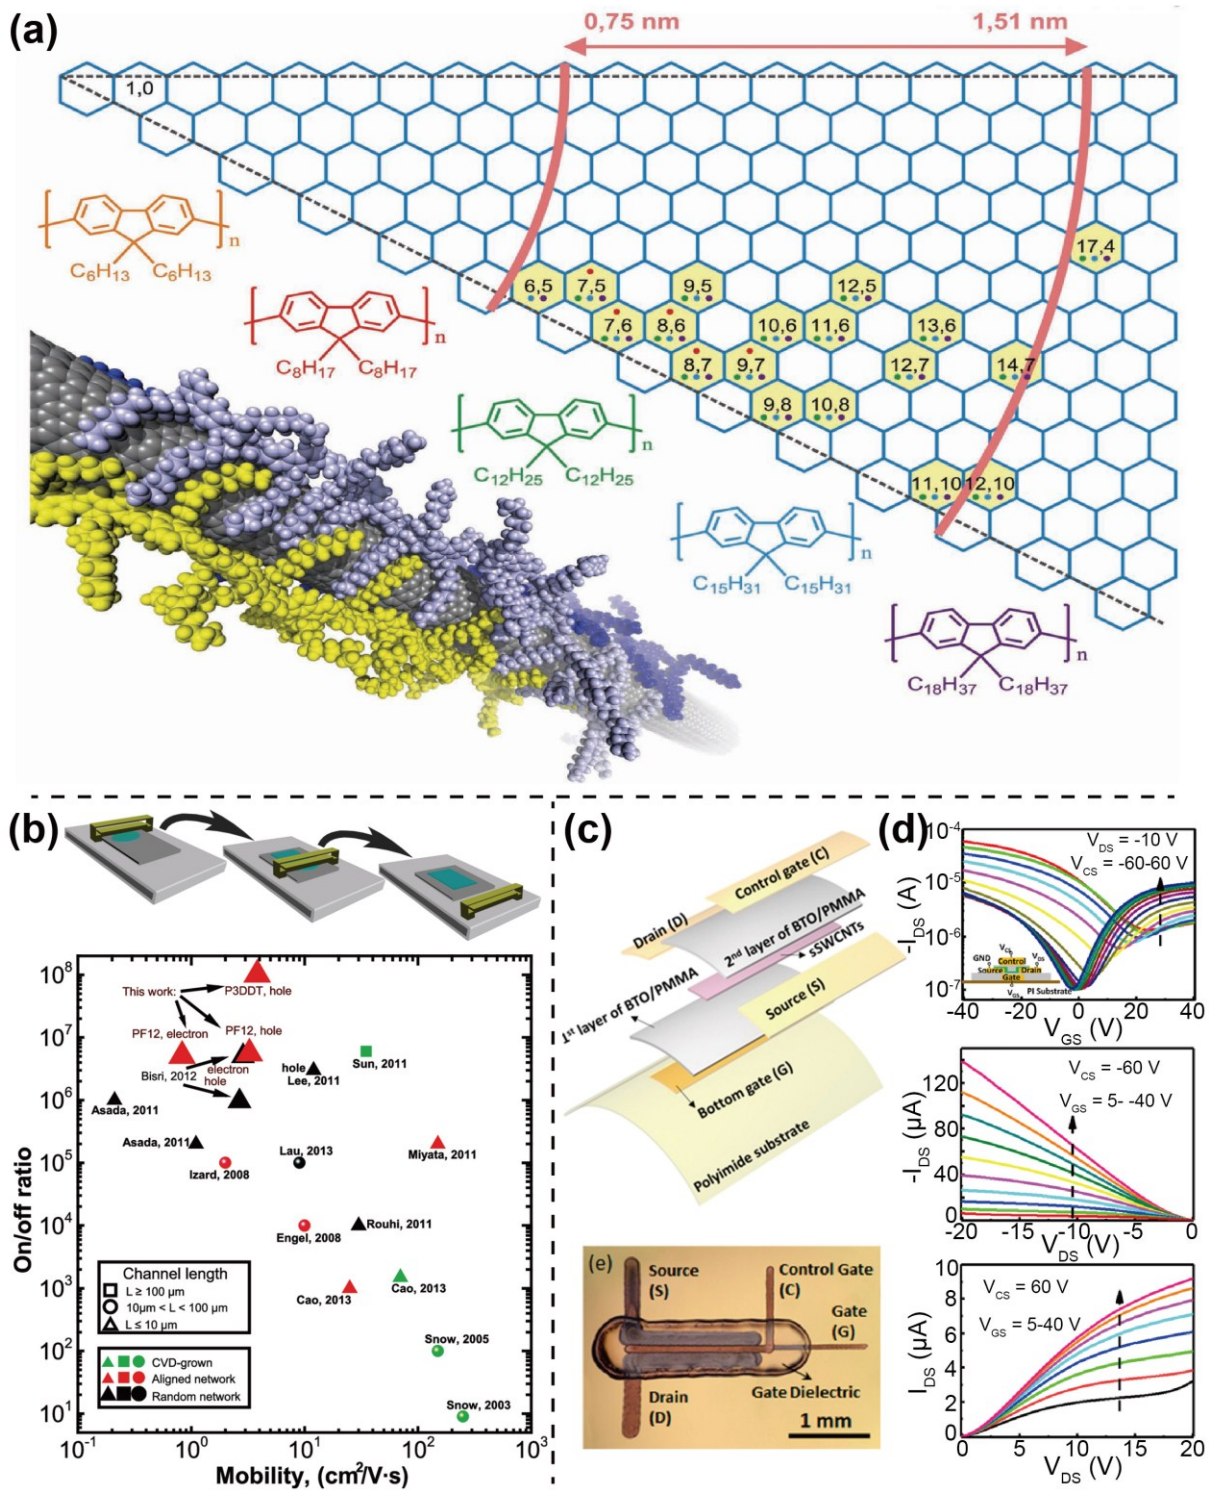 (a)
0,75 nm
1,51 nm
1,0
17,4
6,5
7,5
9,5
12,5
7,6
8,6
10,6
11,6
13,6
8,7
9,7
12,7
14,7
9,8
10,8
11,10
12,10
n
C6H13 C6H13
n
C8H17 C8H17
n
C12H25 C12H25
n
C15H31 C15H31
n
C18H37 C18H37
(b)
10^8
10^7
10^6
10^5
10^4
10^3
10^2
10^1
On/off ratio
This work:
P3DDT, hole
PF12, electron
PF12, hole
Bisri, 2012
electron
hole
hole
Lee, 2011
Sun, 2011
Asada, 2011
Asada, 2011
Izard, 2008
Lau, 2013
Miyata, 2011
Engel, 2008
Rouhi, 2011
Cao, 2013
Cao, 2013
Snow, 2005
Snow, 2003
Channel length
L ≥ 100 µm
10µm < L < 100 µm
L ≤ 10 µm
CVD-grown
Aligned network
Random network
10^-1 10^0 10^1 10^2 10^3
Mobility, (cm²/V·s)
(c)
Control gate (C)
Drain (D)
2nd layer of BTO/PMMA
sSWCNTs
1st layer of BTO/PMMA
Source (S)
Bottom gate (G)
Polyimide substrate
(e)
Source
(S)
Control Gate
(C)
Gate
(G)
Drain
(D)
Gate Dielectric
1 mm
(d)
10^-4
10^-5
10^-6
10^-7
-I_DS (A)
V_DS = -10 V
V_CS = -60-60 V
V_CS
GND
Control
V_DS
Source
Drain
Gate
V_GS
PI Substrate
-40 -20 0 20 40
V_GS (V)
120
80
40
0
-I_DS (µA)
V_CS = -60 V
V_GS = 5- -40V
-20 -15 -10 -5 0
V_DS (V)
10
8
6
4
2
0
I_DS (µA)
V_CS = 60 V
V_GS = 5-40 V
0 5 10 15 20
V_DS (V)